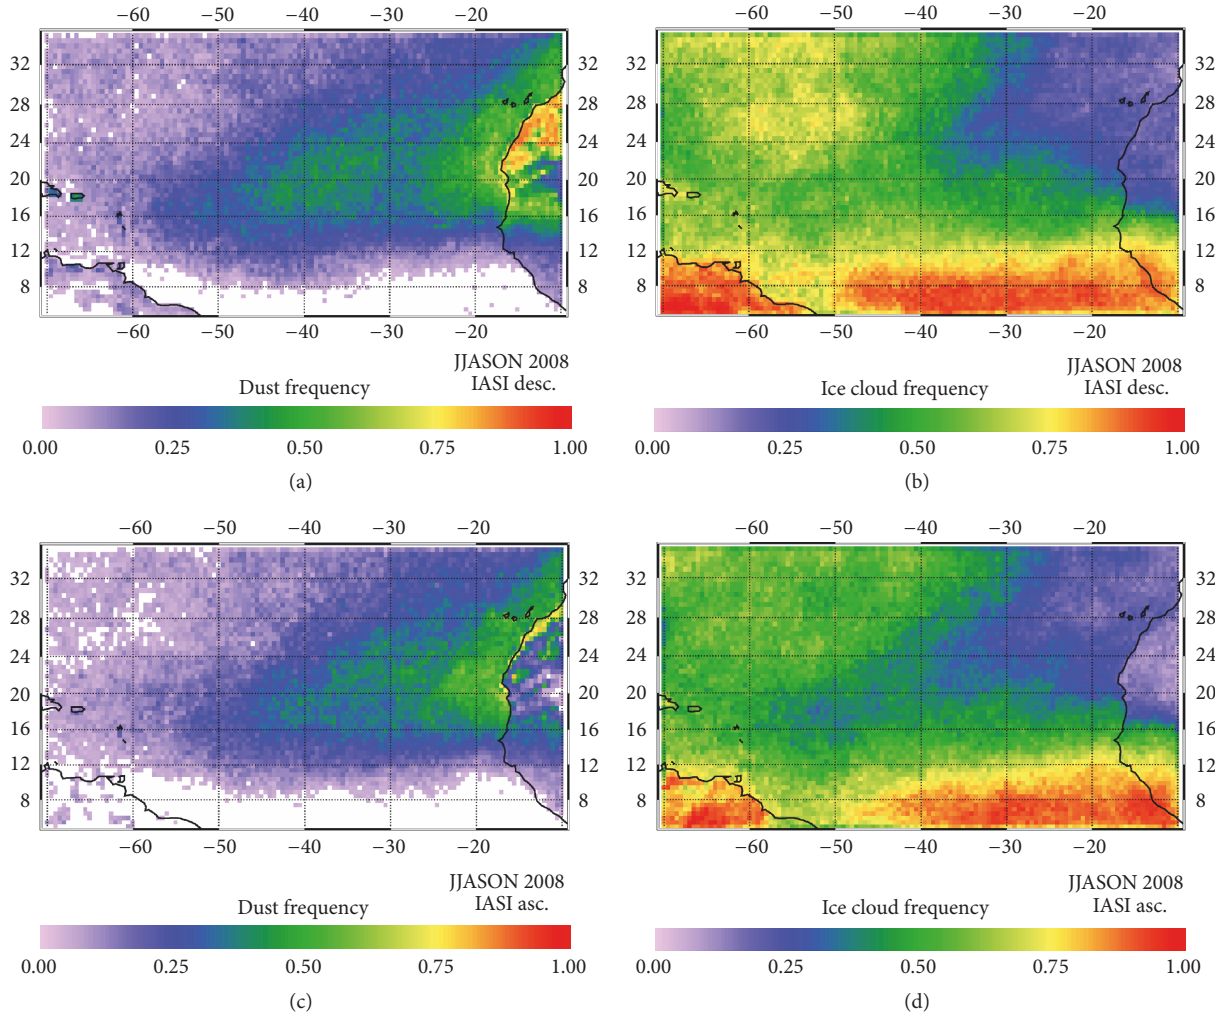 −60 −50 −40 −30 −20
−60 −50 −40 −30 −20
32 32 32 32
28 28 28 28
24 24 24 24
20 20 20 20
16 16 16 16
12 12 12 12
8 8 8 8
−60 −50 −40 −30 −20
−60 −50 −40 −30 −20
JJASON 2008
IASI desc.
Dust frequency
0.00 0.25 0.50 0.75 1.00
(a)
JJASON 2008
IASI desc.
Ice cloud frequency
0.00 0.25 0.50 0.75 1.00
(b)
−60 −50 −40 −30 −20
−60 −50 −40 −30 −20
32 32 32 32
28 28 28 28
24 24 24 24
20 20 20 20
16 16 16 16
12 12 12 12
8 8 8 8
−60 −50 −40 −30 −20
−60 −50 −40 −30 −20
JJASON 2008
IASI asc.
Dust frequency
0.00 0.25 0.50 0.75 1.00
(c)
JJASON 2008
IASI asc.
Ice cloud frequency
0.00 0.25 0.50 0.75 1.00
(d)